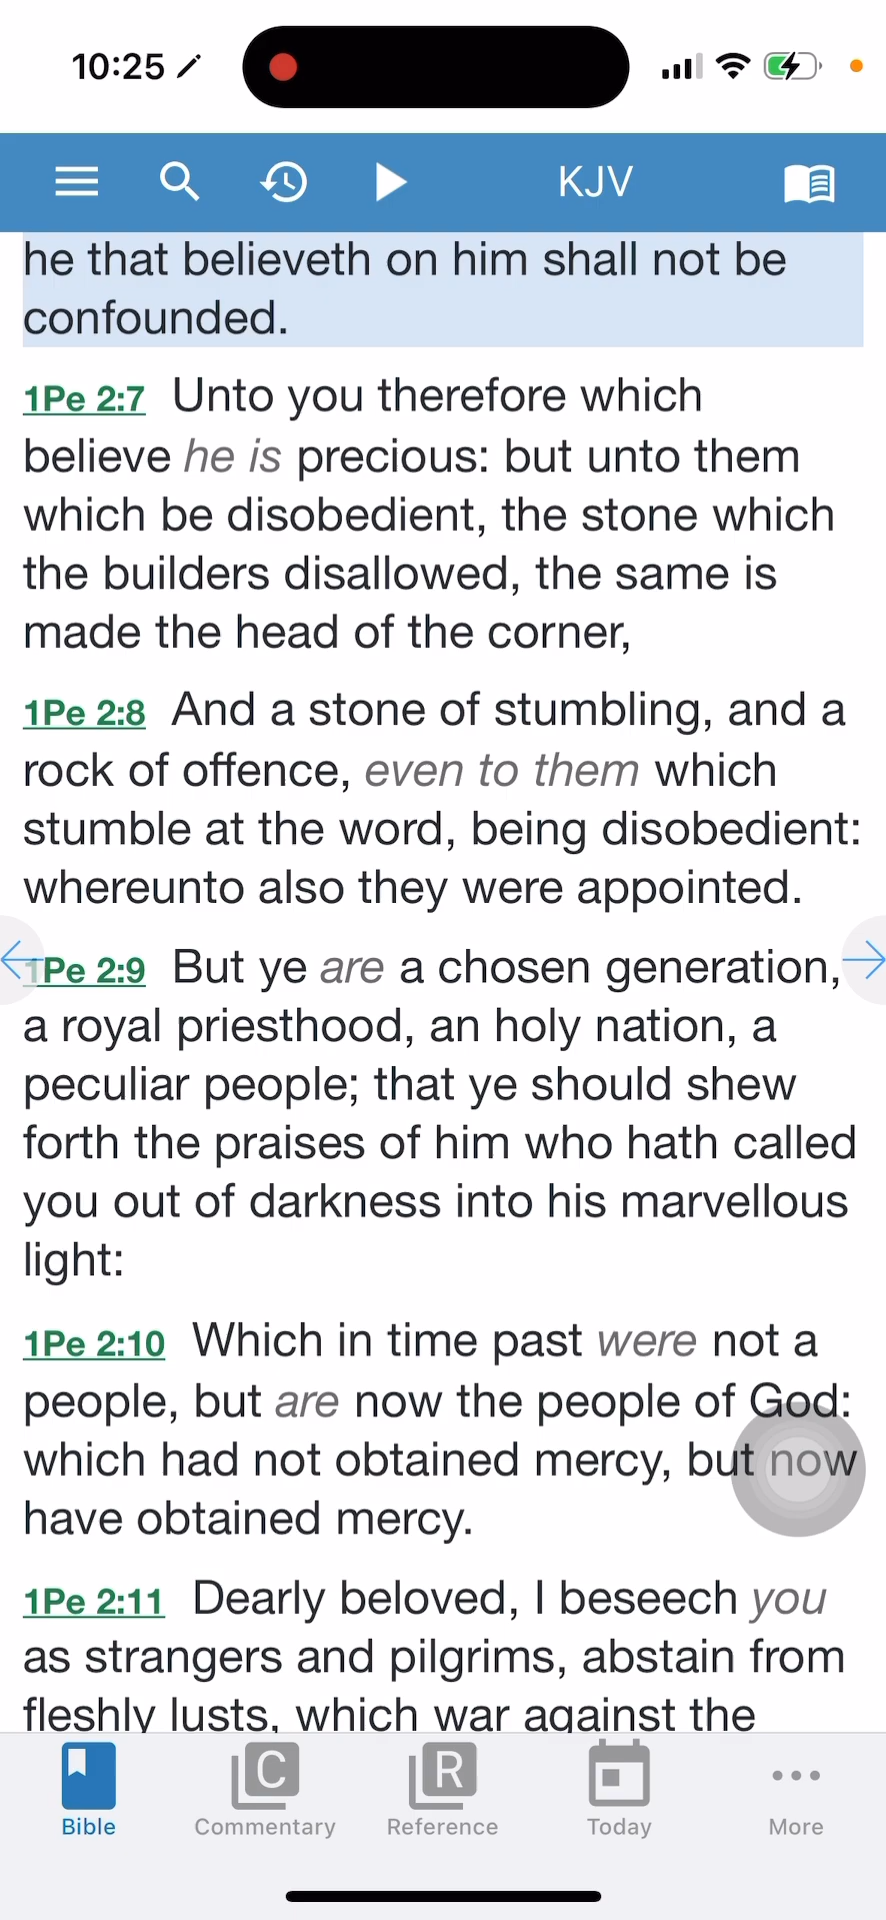 10:25
KJV
he that believeth on him shall not be
confounded.
1Pe 2:7 Unto you therefore which
believe he is precious: but unto them
which be disobedient, the stone which
the builders disallowed, the same is
made the head of the corner,
1Pe 2:8 And a stone of stumbling, and a
rock of offence, even to them which
stumble at the word, being disobedient:
whereunto also they were appointed.
1Pe 2:9 But ye are a chosen generation,
a royal priesthood, an holy nation, a
peculiar people; that ye should shew
forth the praises of him who hath called
you out of darkness into his marvellous
light:
1Pe 2:10 Which in time past were not a
people, but are now the people of God:
which had not obtained mercy, but now
have obtained mercy.
1Pe 2:11 Dearly beloved, I beseech you
as strangers and pilgrims, abstain from
fleshly lusts, which war against the
C
R
Bible
Commentary
Reference
Today
More